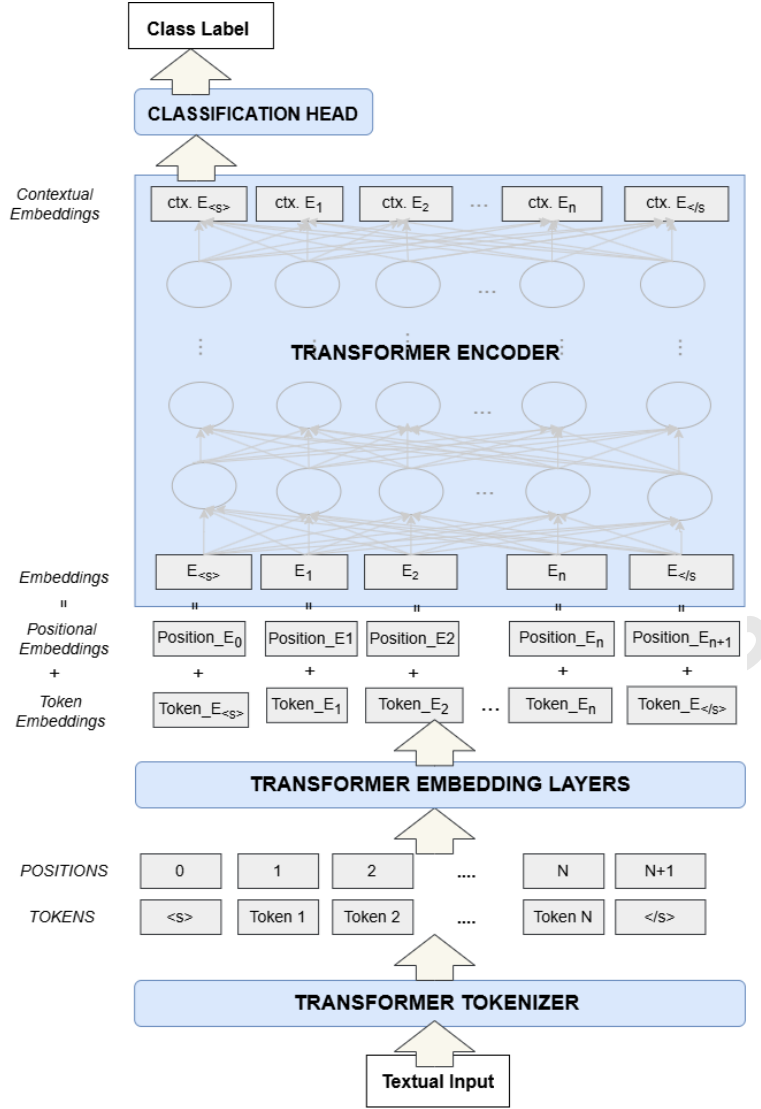 Class Label
CLASSIFICATION HEAD
Contextual
Embeddings
ctx. E<s> ctx. E1 ctx. E2 ... ctx. En ctx. E</s
...
TRANSFORMER ENCODER
...
...
Embeddings E<s> E1 E2 En E</s
= = = = = =
Positional
Embeddings
Position_E0 Position_E1 Position_E2 Position_En Position_En+1
+ + + + + +
Token
Embeddings
Token_E<s> Token_E1 Token_E2 ... Token_En Token_E</s>
TRANSFORMER EMBEDDING LAYERS
POSITIONS 0 1 2 .... N N+1
TOKENS <s> Token 1 Token 2 .... Token N </s>
TRANSFORMER TOKENIZER
Textual Input